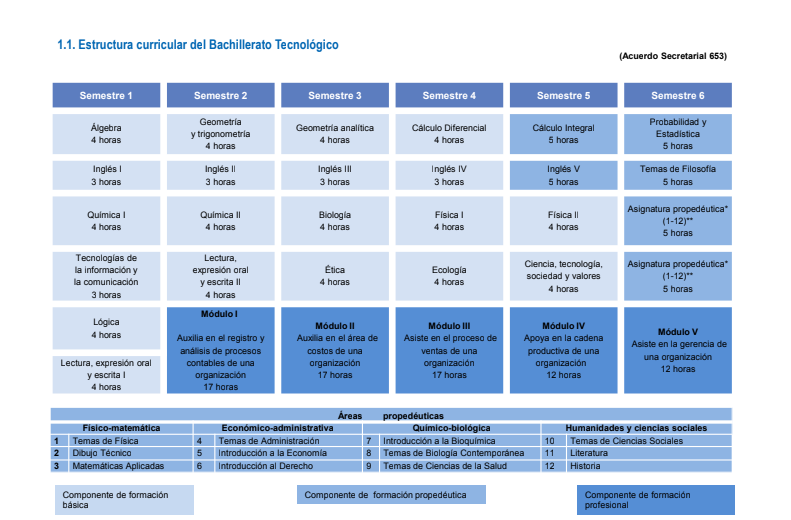 1.1. Estructura curricular del Bachillerato Tecnológico
(Acuerdo Secretarial 653)
Semestre 1
Semestre 2
Semestre 3
Semestre 4
Semestre 5
Semestre 6
Álgebra
4 horas
Geometría
y trigonometría
4 horas
Geometría analítica
4 horas
Cálculo Diferencial
4 horas
Cálculo Integral
5 horas
Probabilidad y
Estadística
5 horas
Inglés I
3 horas
Inglés II
3 horas
Inglés III
3 horas
Inglés IV
3 horas
Inglés V
5 horas
Temas de Filosofía
5 horas
Química I
4 horas
Química II
4 horas
Biología
4 horas
Física I
4 horas
Física II
4 horas
Asignatura propedéutica*
(1-12)**
5 horas
Tecnologías de
la información y
la comunicación
3 horas
Lectura,
expresión oral
y escrita II
4 horas
Ética
4 horas
Ecología
4 horas
Ciencia, tecnología,
sociedad y valores
4 horas
Asignatura propedéutica*
(1-12)**
5 horas
Lógica
4 horas
Lectura, expresión oral
y escrita I
4 horas
Módulo I
Auxilia en el registro y
análisis de procesos
contables de una
organización
17 horas
Módulo II
Auxilia en el área de
costos de una
organización
17 horas
Módulo III
Asiste en el proceso de
ventas de una
organización
17 horas
Módulo IV
Apoya en la cadena
productiva de una
organización
12 horas
Módulo V
Asiste en la gerencia de
una organización
12 horas
Áreas propedéuticas
Físico-matemática Económico-administrativa Químico-biológica Humanidades y ciencias sociales
1 Temas de Física 4 Temas de Administración 7 Introducción a la Bioquímica 10 Temas de Ciencias Sociales
2 Dibujo Técnico 5 Introducción a la Economía 8 Temas de Biología Contemporánea 11 Literatura
3 Matemáticas Aplicadas 6 Introducción al Derecho 9 Temas de Ciencias de la Salud 12 Historia
Componente de formación
básica
Componente de formación propedéutica
Componente de formación
profesional